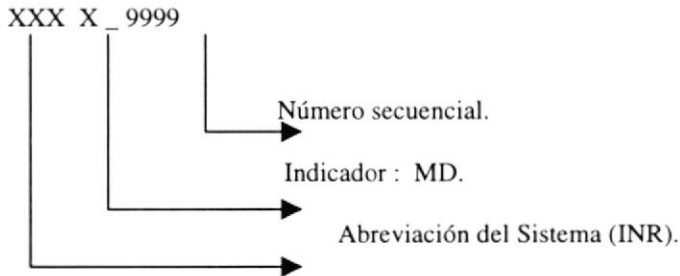 XXX X _ 9999
Número secuencial.
Indicador : MD.
Abreviación del Sistema (INR).